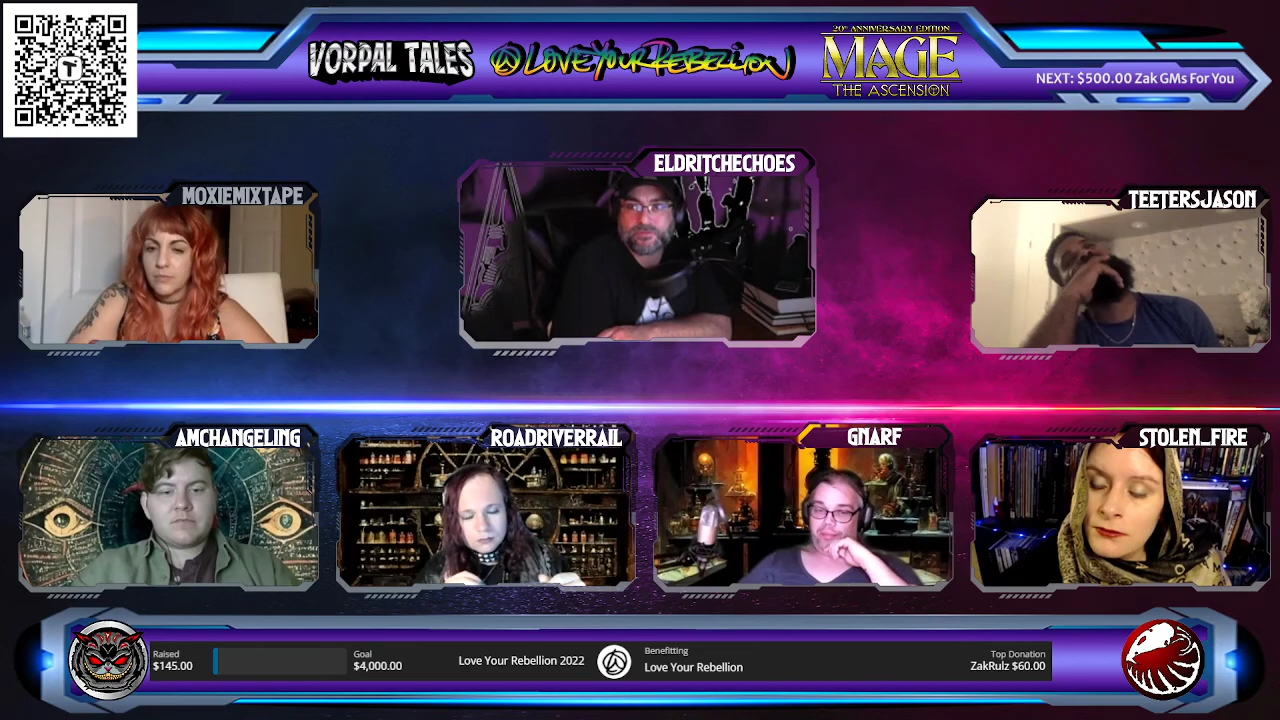 VORPAL TALES
@LOVEYOURREBELLION
20TH ANNIVERSARY EDITION
MAGE
THE ASCENSION
NEXT: $500.00 Zak GMs For You
T
MOXIEMIXTAPE
ELDRITCHECHOES
TEETERSJASON
AMCHANGELING
ROADRIVERRAIL
GNARF
STOLEN_FIRE
Raised
$145.00
Goal
$4,000.00
Love Your Rebellion 2022
Benefitting
Love Your Rebellion
Top Donation
ZakRulz $60.00